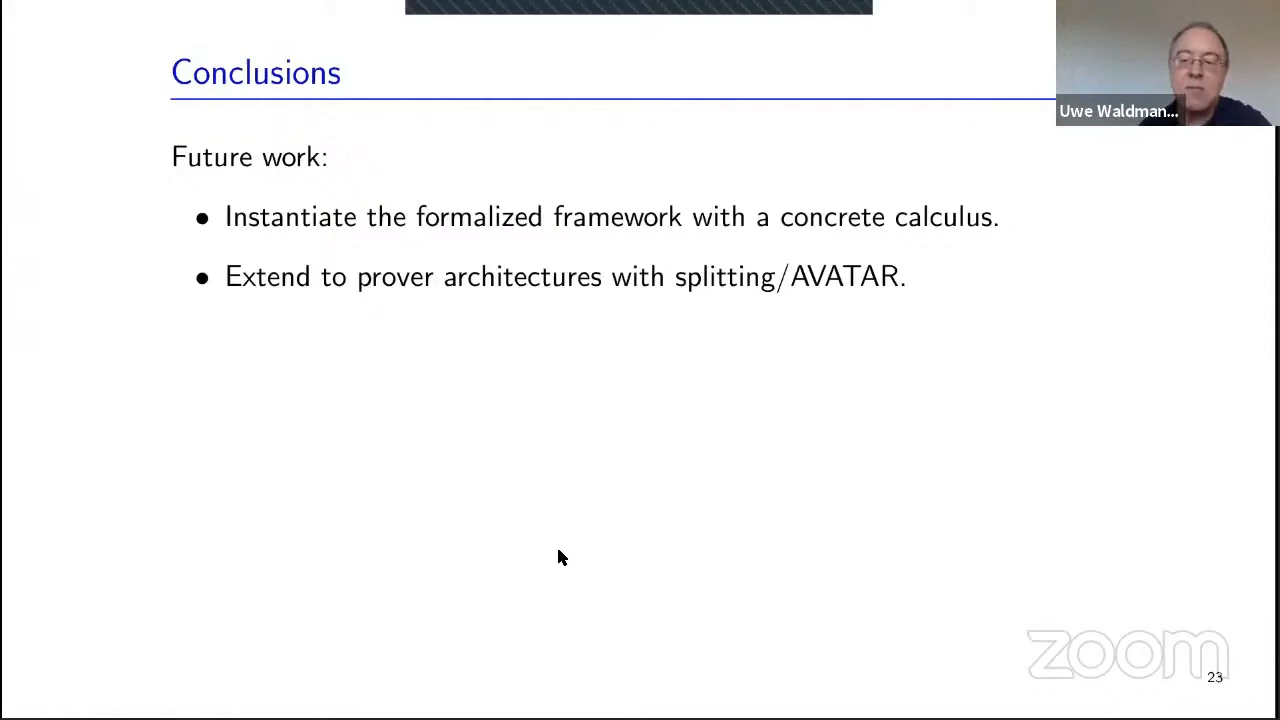 Conclusions
Uwe Waldman...
Future work:
• Instantiate the formalized framework with a concrete calculus.
• Extend to prover architectures with splitting/AVATAR.
zoom
23